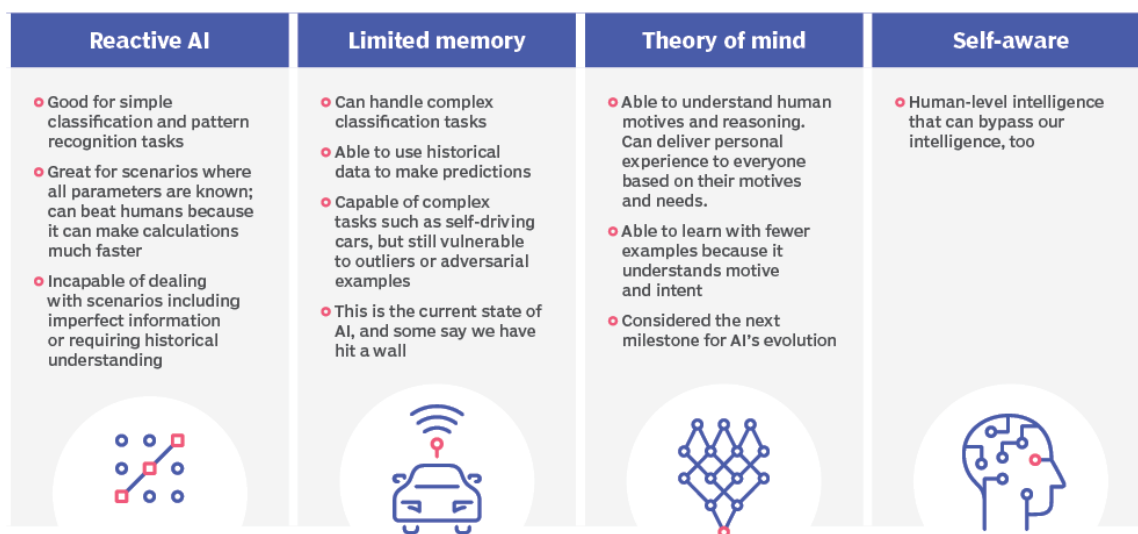 Reactive AI
Good for simple
classification and pattern
recognition tasks
Great for scenarios where
all parameters are known;
can beat humans because
it can make calculations
much faster
Incapable of dealing
with scenarios including
imperfect information
or requiring historical
understanding
Limited memory
Can handle complex
classification tasks
Able to use historical
data to make predictions
Capable of complex
tasks such as self-driving
cars, but still vulnerable
to outliers or adversarial
examples
This is the current state of
AI, and some say we have
hit a wall
Theory of mind
Able to understand human
motives and reasoning.
Can deliver personal
experience to everyone
based on their motives
and needs.
Able to learn with fewer
examples because it
understands motive
and intent
Considered the next
milestone for AI's evolution
Self-aware
Human-level intelligence
that can bypass our
intelligence, too